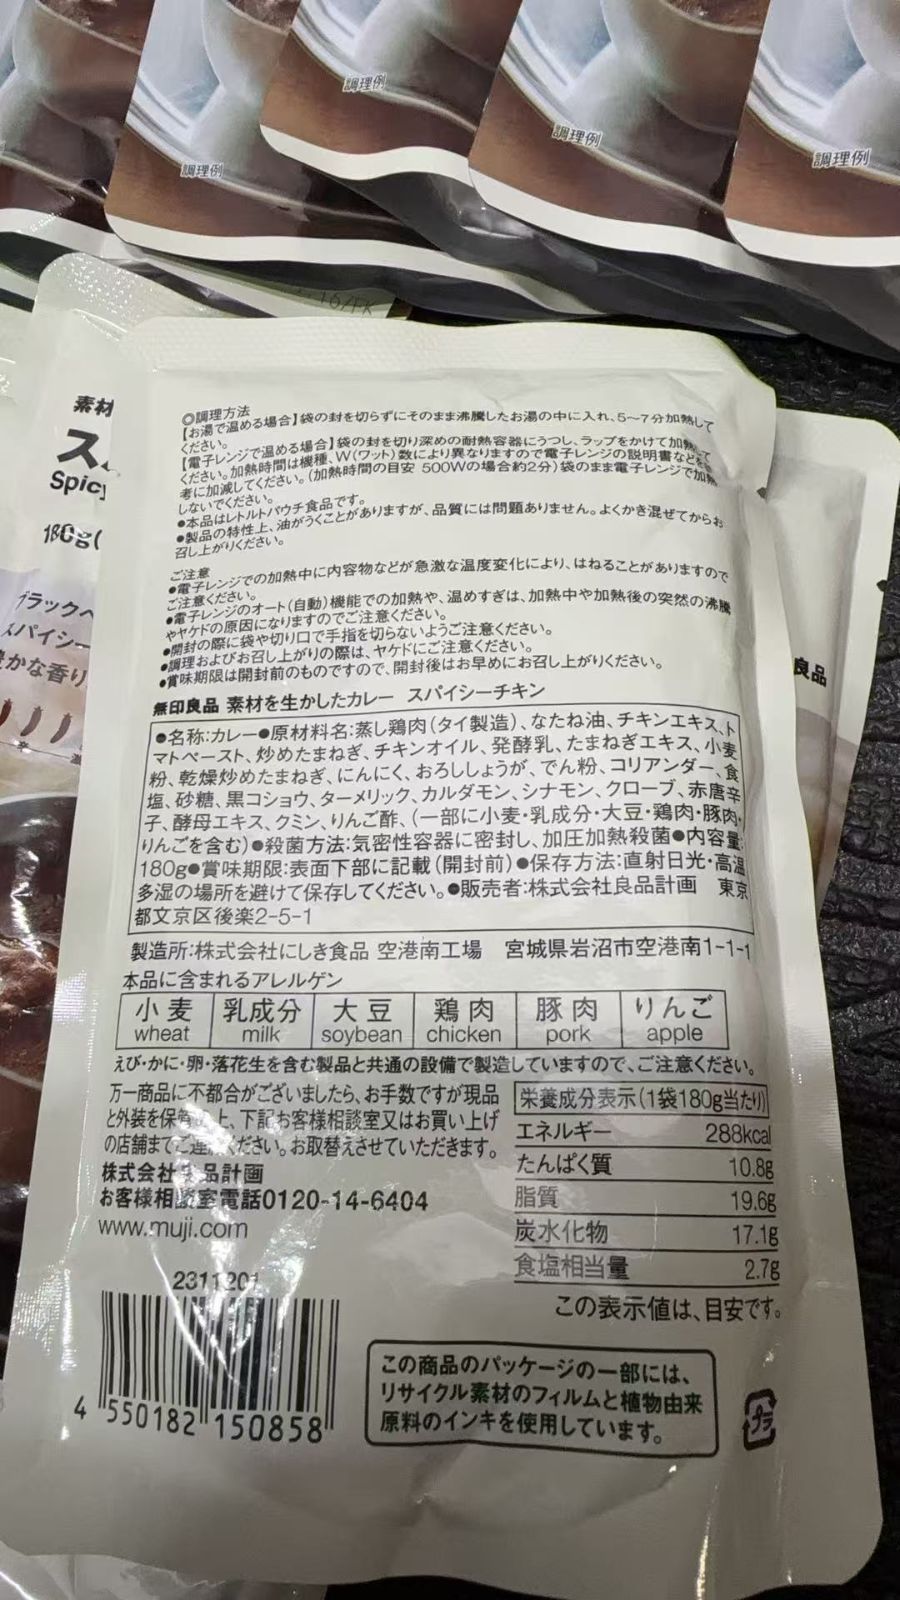 調理例
調理例
調理例
調理例
素材
ス
Spicy
180g(
ブラックペ
スパイシー
豊かな香り
良品
◎調理方法
【お湯で温める場合】袋の封を切らずにそのまま沸騰したお湯の中に入れ、5〜7分加熱して
ください。
【電子レンジで温める場合】袋の封を切り深めの耐熱容器にうつし、ラップをかけて加熱して
ください。加熱時間は機種、W(ワット)数により異なりますので電子レンジの説明書などを参
考に加減してください。(加熱時間の目安 500Wの場合約2分)袋のまま電子レンジで加熱
しないでください。
●本品はレトルトパウチ食品です。
●製品の特性上、油がうくことがありますが、品質には問題ありません。よくかき混ぜてからお
召し上がりください。
ご注意
●電子レンジでの加熱中に内容物などが急激な温度変化により、はねることがありますので
ご注意ください。
●電子レンジのオート(自動)機能での加熱や、温めすぎは、加熱中や加熱後の突然の沸騰
やヤケドの原因になりますのでご注意ください。
●開封の際に袋や切り口で手指を切らないようご注意ください。
●調理およびお召し上がりの際は、ヤケドにご注意ください。
●賞味期限は開封前のものですので、開封後はお早めにお召し上がりください。
無印良品 素材を生かしたカレー スパイシーチキン
●名称:カレー●原材料名:蒸し鶏肉(タイ製造)、なたね油、チキンエキス、ト
マトペースト、炒めたまねぎ、チキンオイル、発酵乳、たまねぎエキス、小麦
粉、乾燥炒めたまねぎ、にんにく、おろししょうが、でん粉、コリアンダー、食
塩、砂糖、黒コショウ、ターメリック、カルダモン、シナモン、クローブ、赤唐辛
子、酵母エキス、クミン、りんご酢、(一部に小麦・乳成分・大豆・鶏肉・豚肉・
りんごを含む)●殺菌方法:気密性容器に密封し、加圧加熱殺菌●内容量:
180g●賞味期限:表面下部に記載(開封前)●保存方法:直射日光・高温
多湿の場所を避けて保存してください。●販売者:株式会社良品計画 東京
都文京区後楽2-5-1
製造所:株式会社にしき食品 空港南工場 宮城県岩沼市空港南1-1-1
本品に含まれるアレルゲン
小麦 乳成分 大豆 鶏肉 豚肉 りんご
wheat milk soybean chicken pork apple
えび・かに・卵・落花生を含む製品と共通の設備で製造していますので、ご注意ください。
万一商品に不都合がございましたら、お手数ですが現品
と外装を保管の上、下記お客様相談室又はお買い上げ
の店舗までご連絡ください。お取替えさせていただきます。
株式会社良品計画
お客様相談室電話0120-14-6404
www.muji.com
栄養成分表示(1袋180g当たり)
エネルギー 288kcal
たんぱく質 10.8g
脂質 19.6g
炭水化物 17.1g
食塩相当量 2.7g
この表示値は、目安です。
2311201
4 550182 150858
この商品のパッケージの一部には、
リサイクル素材のフィルムと植物由来
原料のインキを使用しています。
プラ